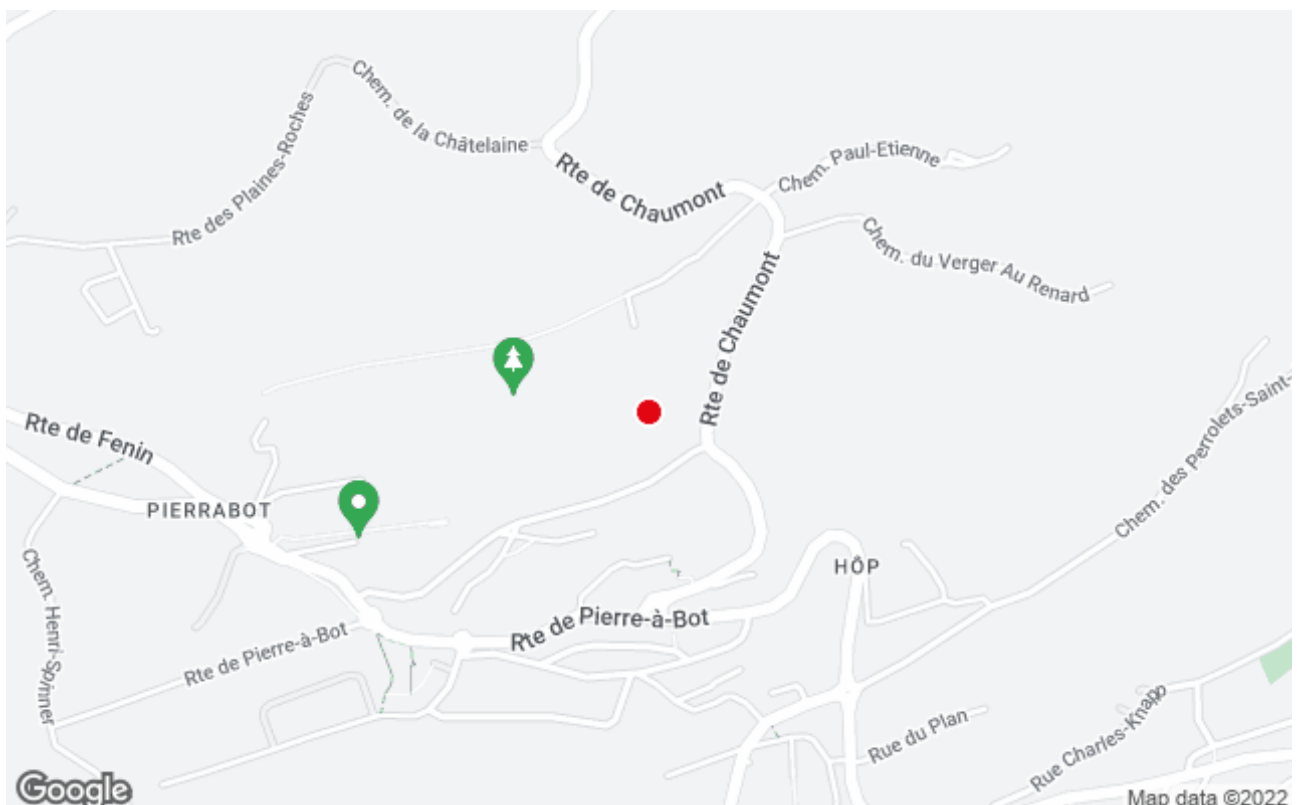 Chem. de la Châtelaine
Rte des Plaines-Roches
Rte de Chaumont
Chem. Paul-Etienne
Chem. du Verger Au Renard
Rte de Chaumont
Rte de Fenin
PIERRABOT
Chem. des Perrolets-Saint-
HÔP
Rte de Pierre-à-Bot
Rte de Pierre-à-Bot
Chem. Henri-Spinner
Rue du Plan
Rue Charles-Knapp
Google
Map data ©2022